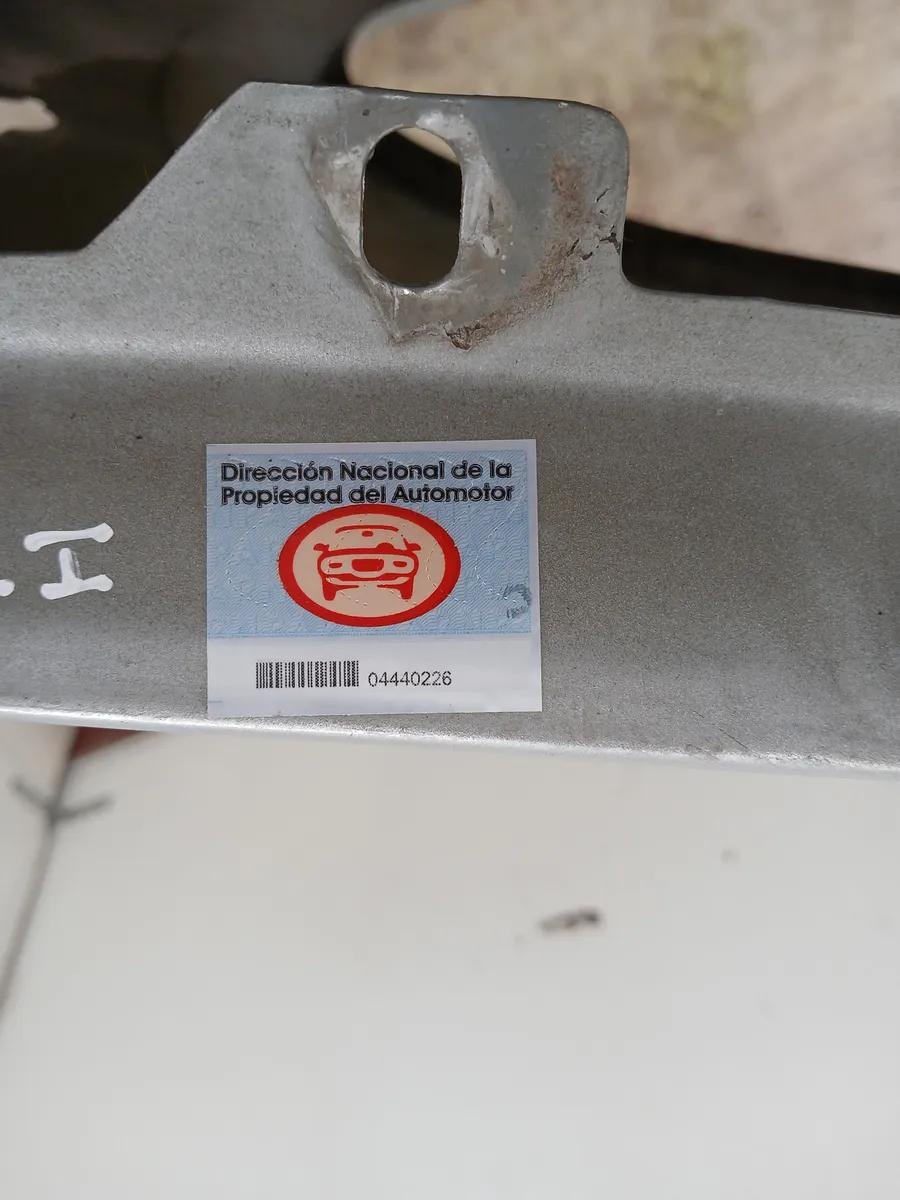 Dirección Nacional de la
Propiedad del Automotor
04440226
H